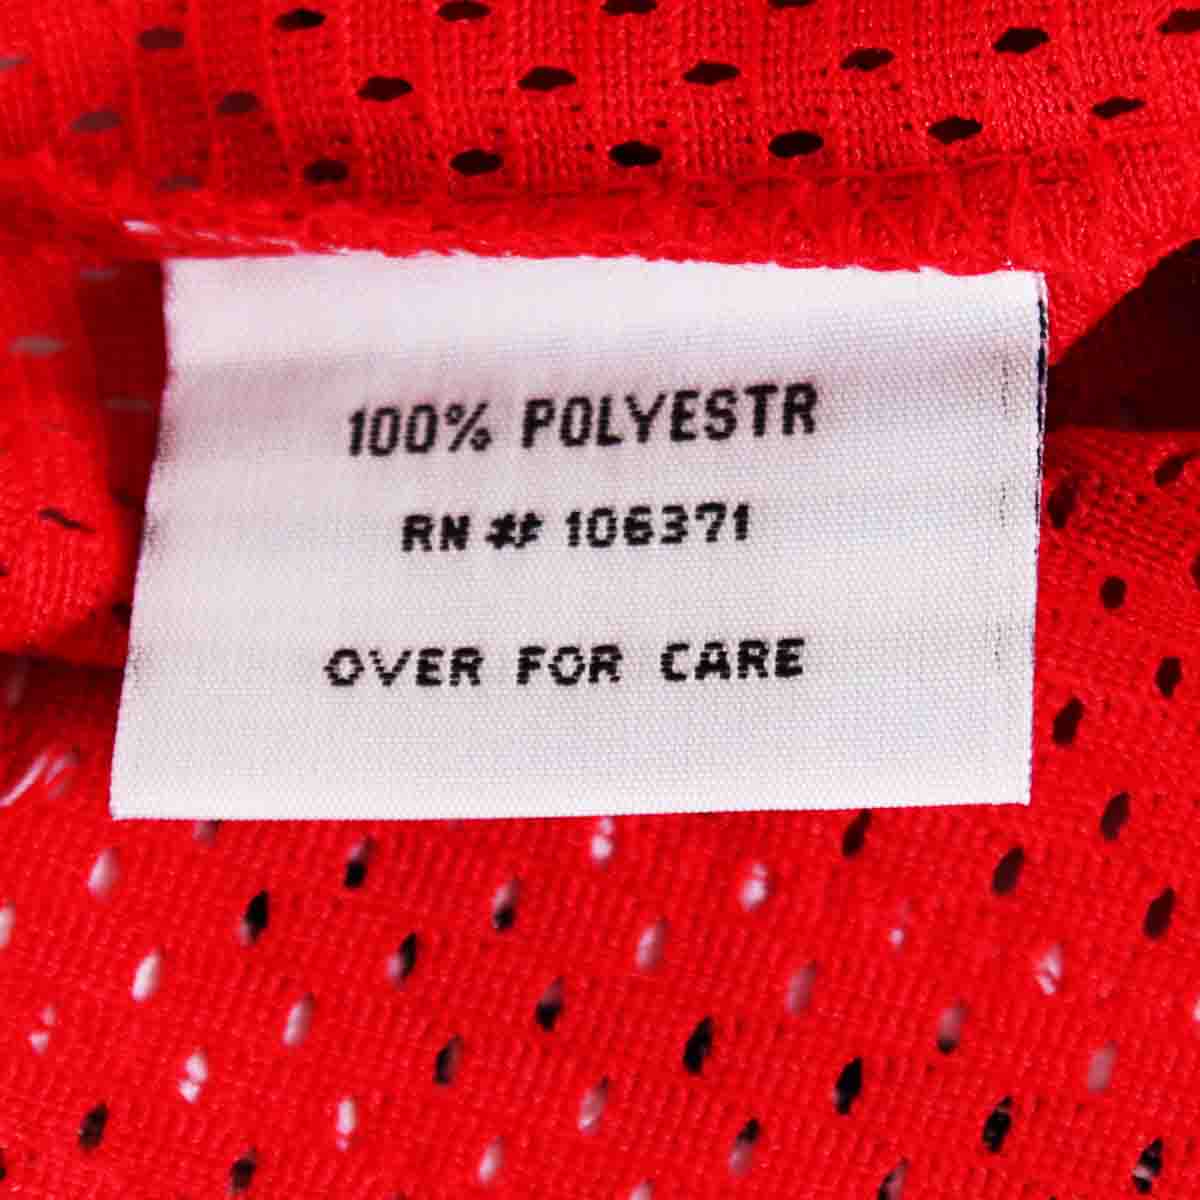 100% POLYESTR
RN # 106371
OVER FOR CARE